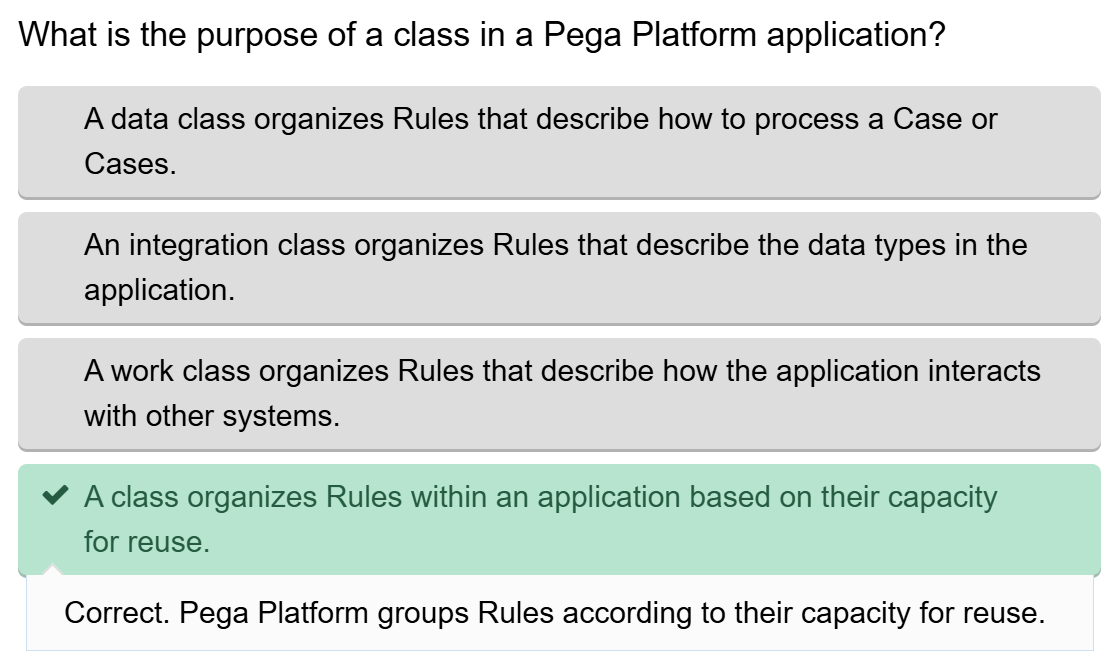 What is the purpose of a class in a Pega Platform application?
A data class organizes Rules that describe how to process a Case or
Cases.
An integration class organizes Rules that describe the data types in the
application.
A work class organizes Rules that describe how the application interacts
with other systems.
A class organizes Rules within an application based on their capacity
for reuse.
Correct. Pega Platform groups Rules according to their capacity for reuse.